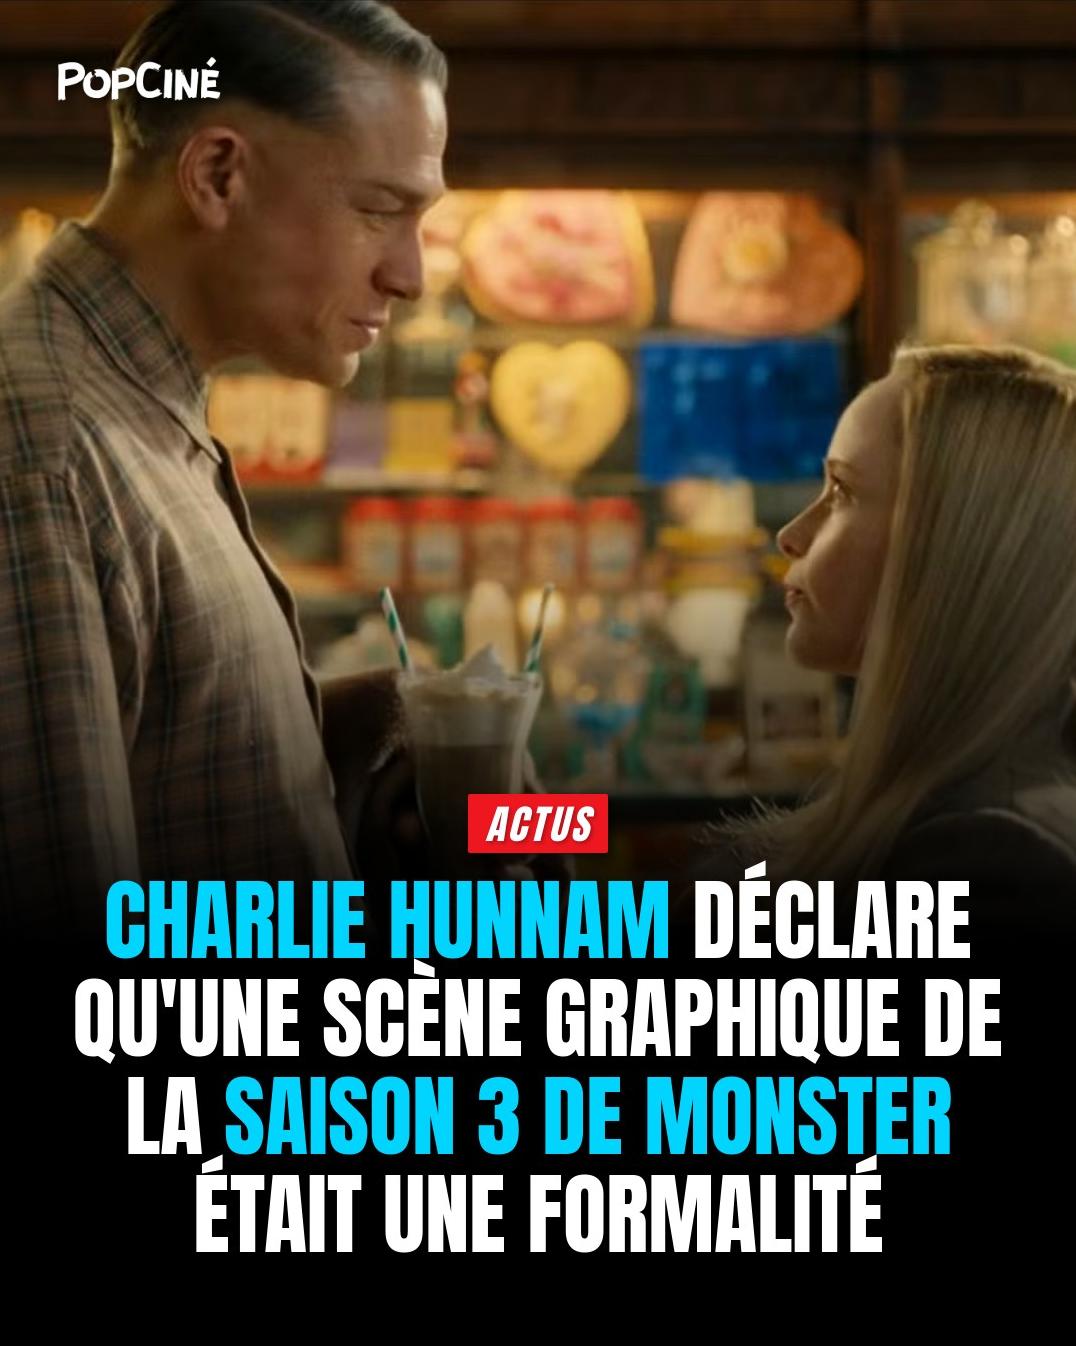 POPCINÉ
ACTUS
CHARLIE HUNNAM DÉCLARE
QU'UNE SCÈNE GRAPHIQUE DE
LA SAISON 3 DE MONSTER
ÉTAIT UNE FORMALITÉ